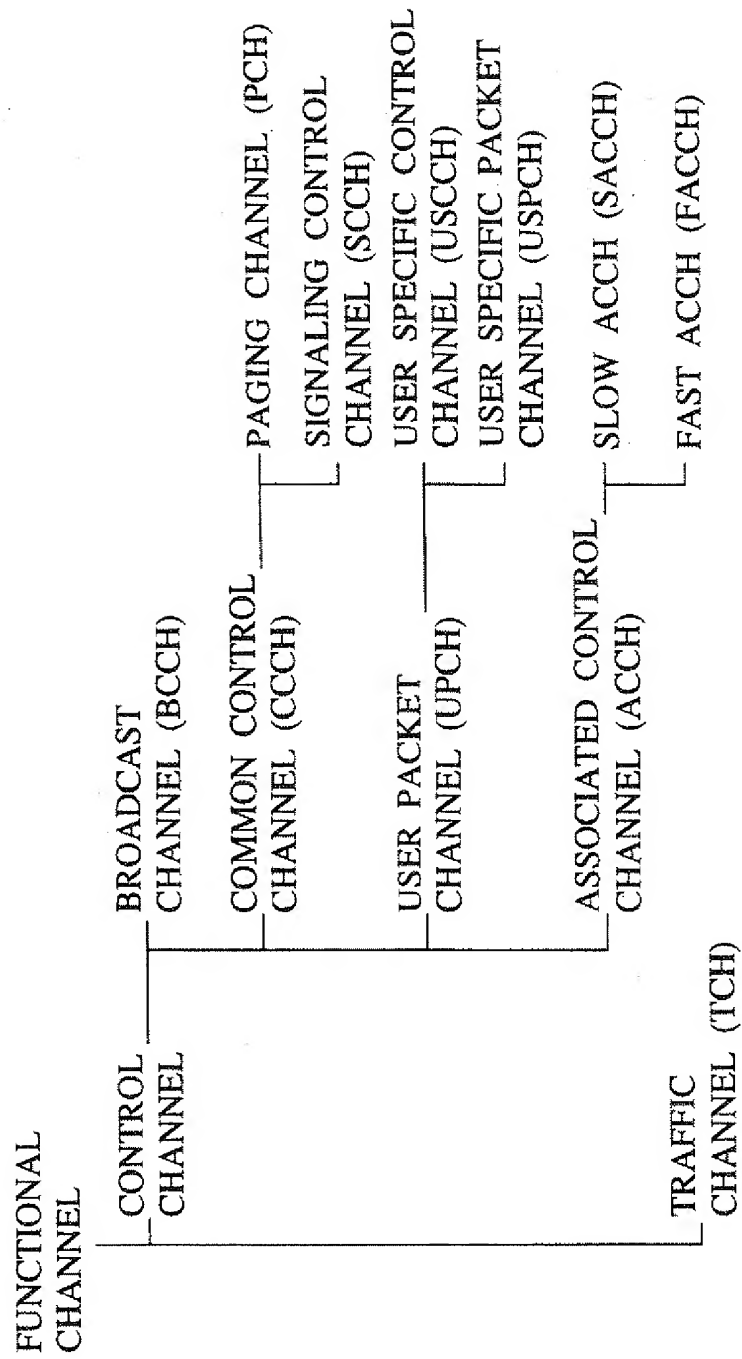 FUNCTIONAL
CHANNEL
CONTROL
CHANNEL
BROADCAST
CHANNEL (BCCH)
COMMON CONTROL
CHANNEL (CCCH)
PAGING CHANNEL (PCH)
SIGNALING CONTROL
CHANNEL (SCCH)
USER PACKET
CHANNEL (UPCH)
USER SPECIFIC CONTROL
CHANNEL (USCCH)
USER SPECIFIC PACKET
CHANNEL (USPCH)
ASSOCIATED CONTROL
CHANNEL (ACCH)
SLOW ACCH (SACCH)
FAST ACCH (FACCH)
TRAFFIC
CHANNEL (TCH)